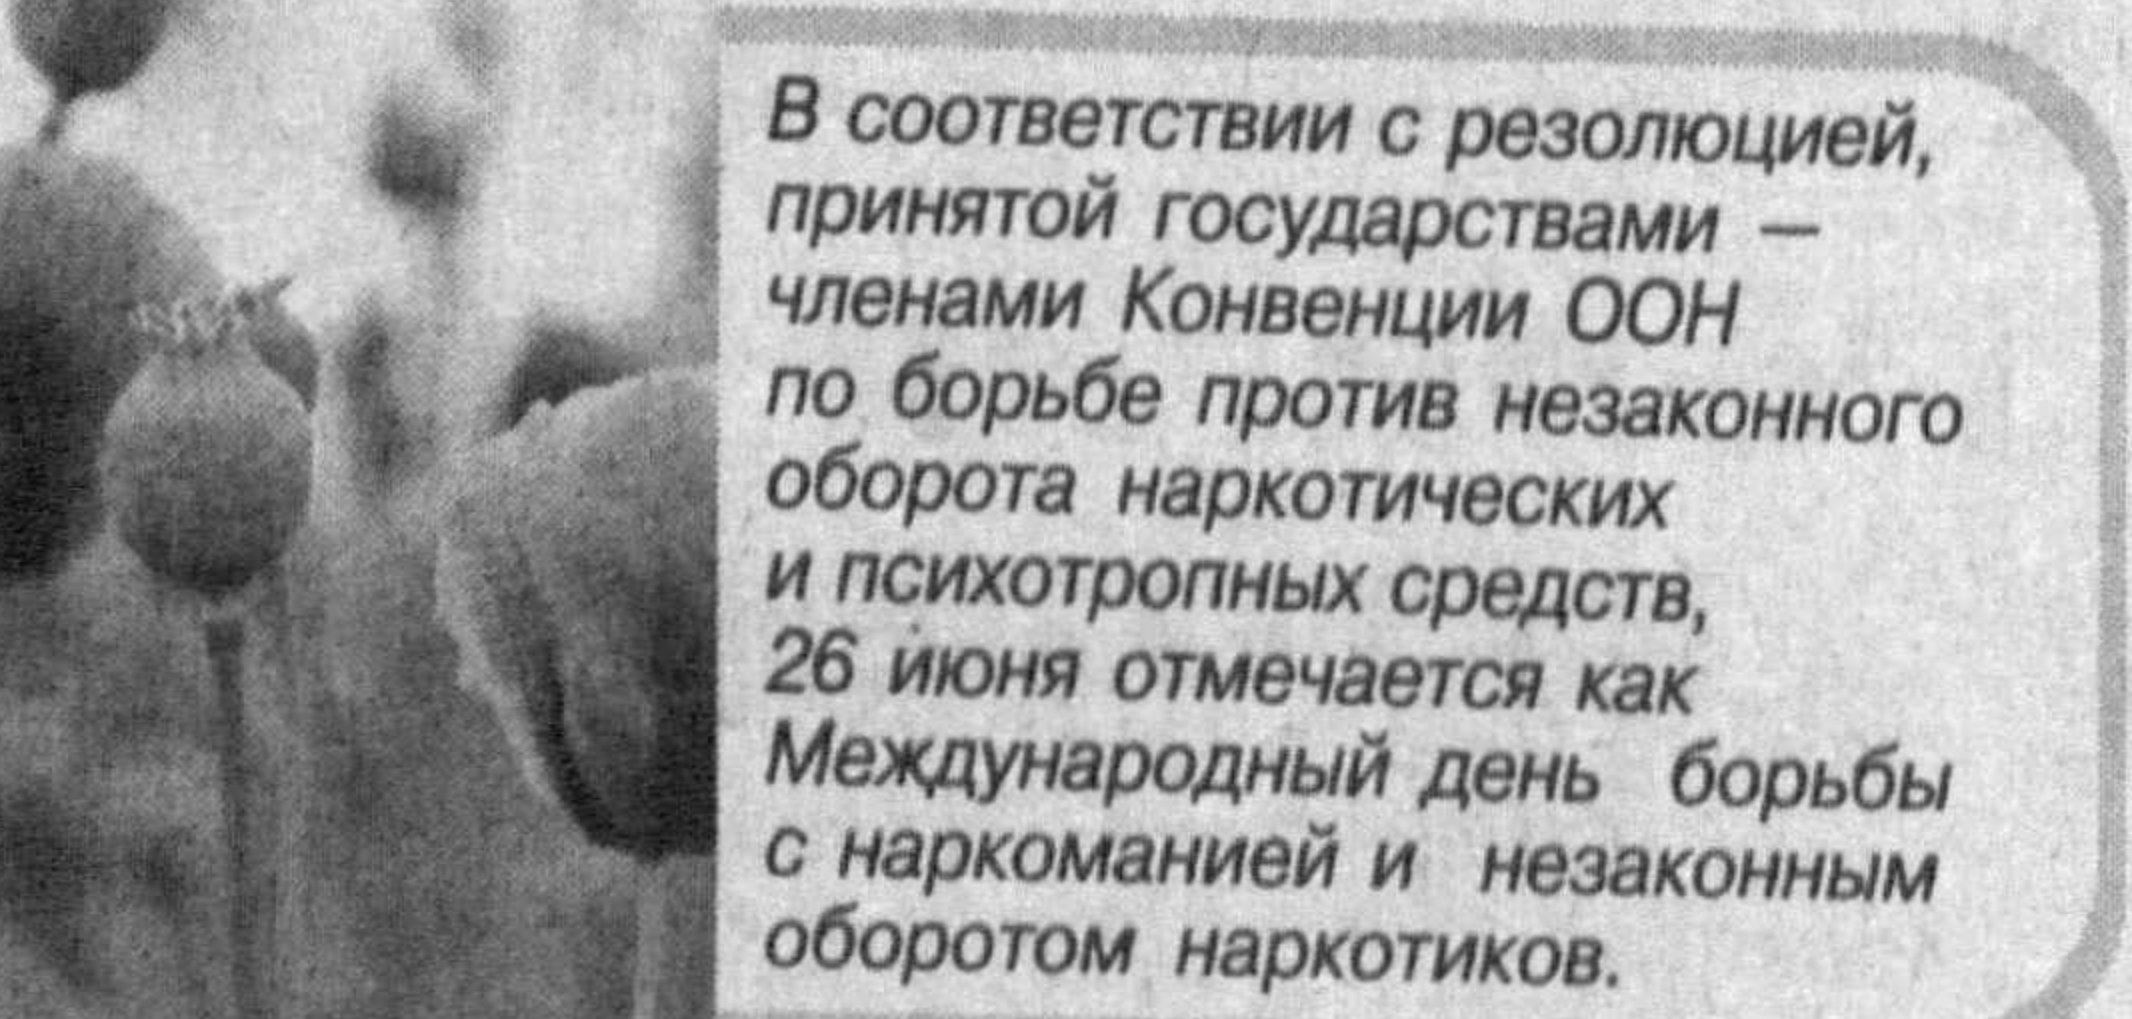 В соответствии с резолюцией,
принятой государствами —
членами Конвенции ООН
по борьбе против незаконного
оборота наркотических
и психотропных средств,
26 июня отмечается как
Международный день борьбы
с наркоманией и незаконным
оборотом наркотиков.